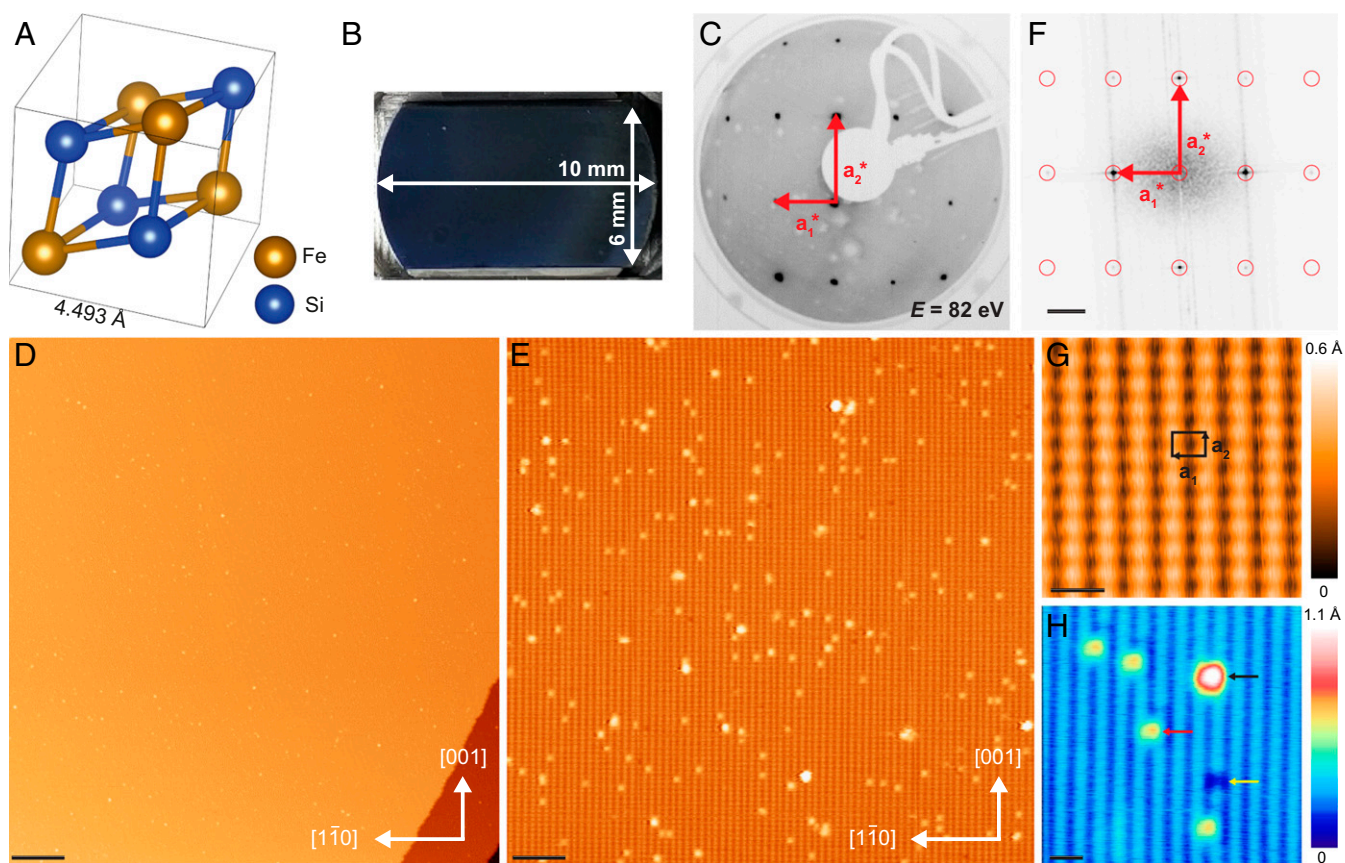 A
Fe
Si
4.493 Å
B
10 mm
6 mm
C
a₂*
a₁*
E = 82 eV
F
a₂*
a₁*
D
[001]
[11̄0]
E
[001]
[11̄0]
G
a₂
a₁
0.6 Å
0
H
1.1 Å
0